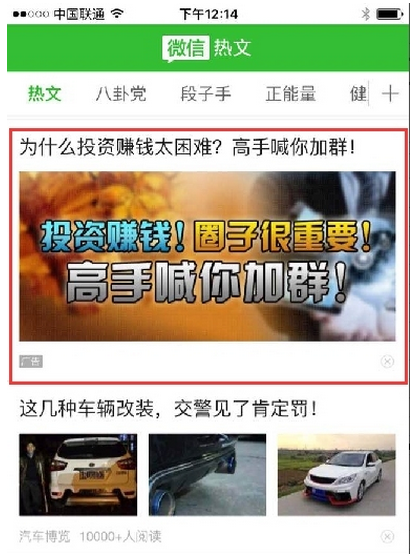 中国联通 下午12:14
微信热文
热文 八卦党 段子手 正能量 健
为什么投资赚钱太困难？高手喊你加群！
投资赚钱！圈子很重要！
高手喊你加群！
广告
这几种车辆改装，交警见了肯定罚！
汽车博览 10000+人阅读